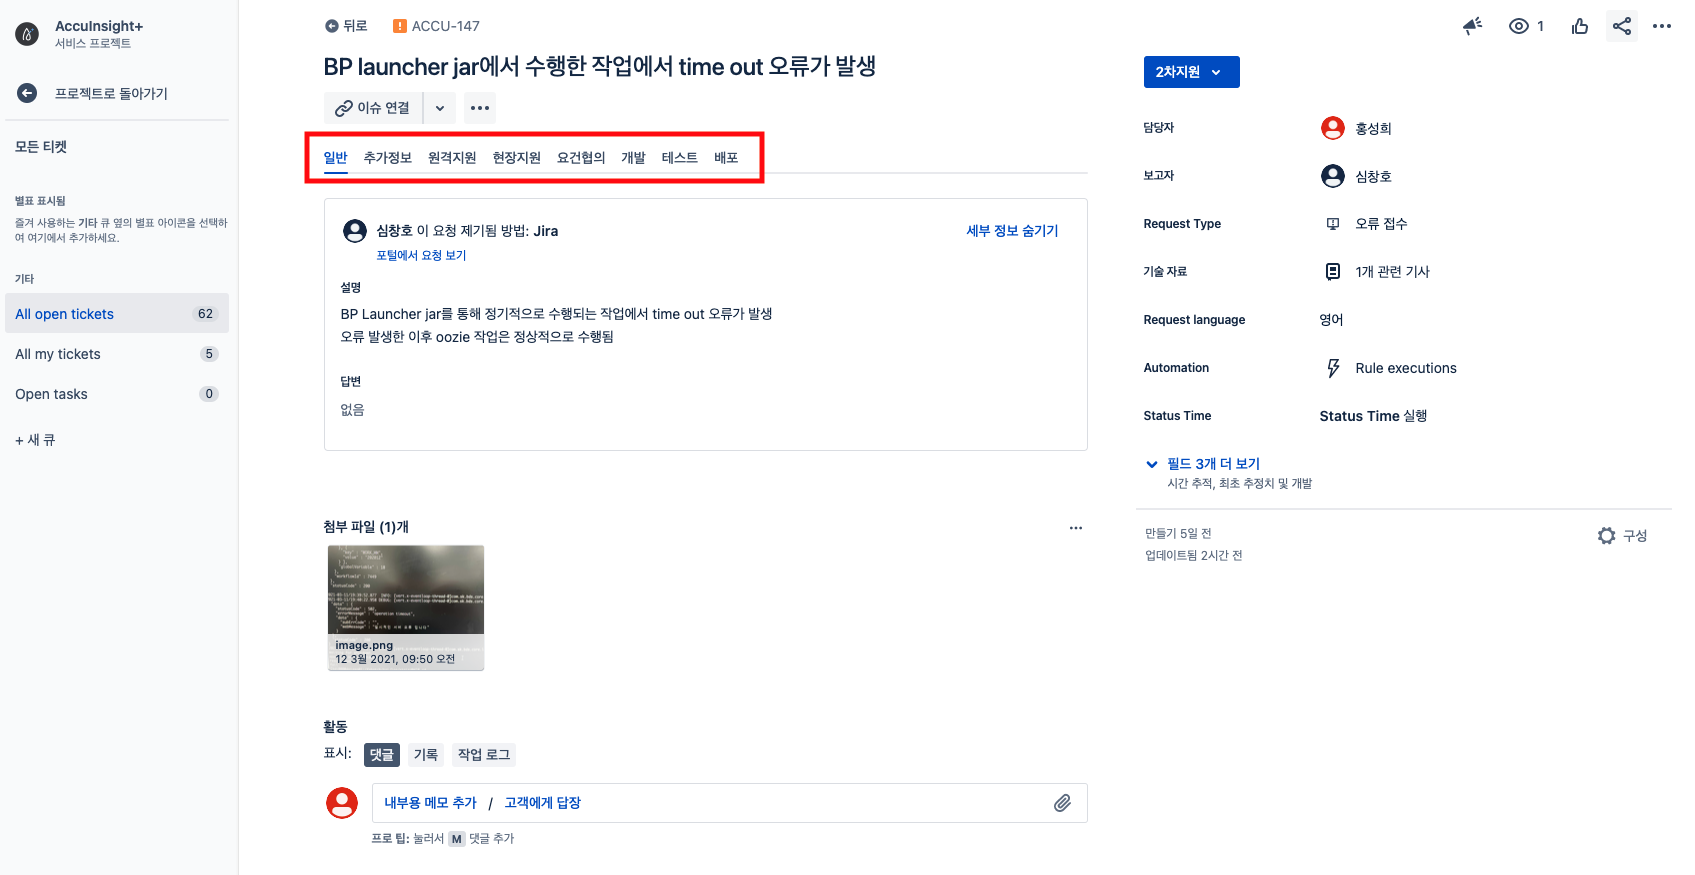 AccuInsight+
서비스 프로젝트
프로젝트로 돌아가기
모든 티켓
별표 표시됨
즐겨 사용하는 기타 큐 옆의 별표 아이콘을 선택하
여 여기에서 추가하세요.
기타
All open tickets 62
All my tickets 5
Open tasks 0
+ 새 큐
뒤로 ACCU-147
BP launcher jar에서 수행한 작업에서 time out 오류가 발생
이슈 연결
일반 추가정보 원격지원 현장지원 요건협의 개발 테스트 배포
심창호 이 요청 제기됨 방법: Jira 세부 정보 숨기기
포털에서 요청 보기
설명
BP Launcher jar를 통해 정기적으로 수행되는 작업에서 time out 오류가 발생
오류 발생한 이후 oozie 작업은 정상적으로 수행됨
답변
없음
첨부 파일 (1)개
image.png
12 3월 2021, 09:50 오전
활동
표시: 댓글 기록 작업 로그
내부용 메모 추가 / 고객에게 답장
프로 팁: 눌러서 M 댓글 추가
1
2차지원
담당자 홍성희
보고자 심창호
Request Type 오류 접수
기술 자료 1개 관련 기사
Request language 영어
Automation Rule executions
Status Time Status Time 실행
필드 3개 더 보기
시간 추적, 최초 추정치 및 개발
만들기 5일 전 구성
업데이트됨 2시간 전